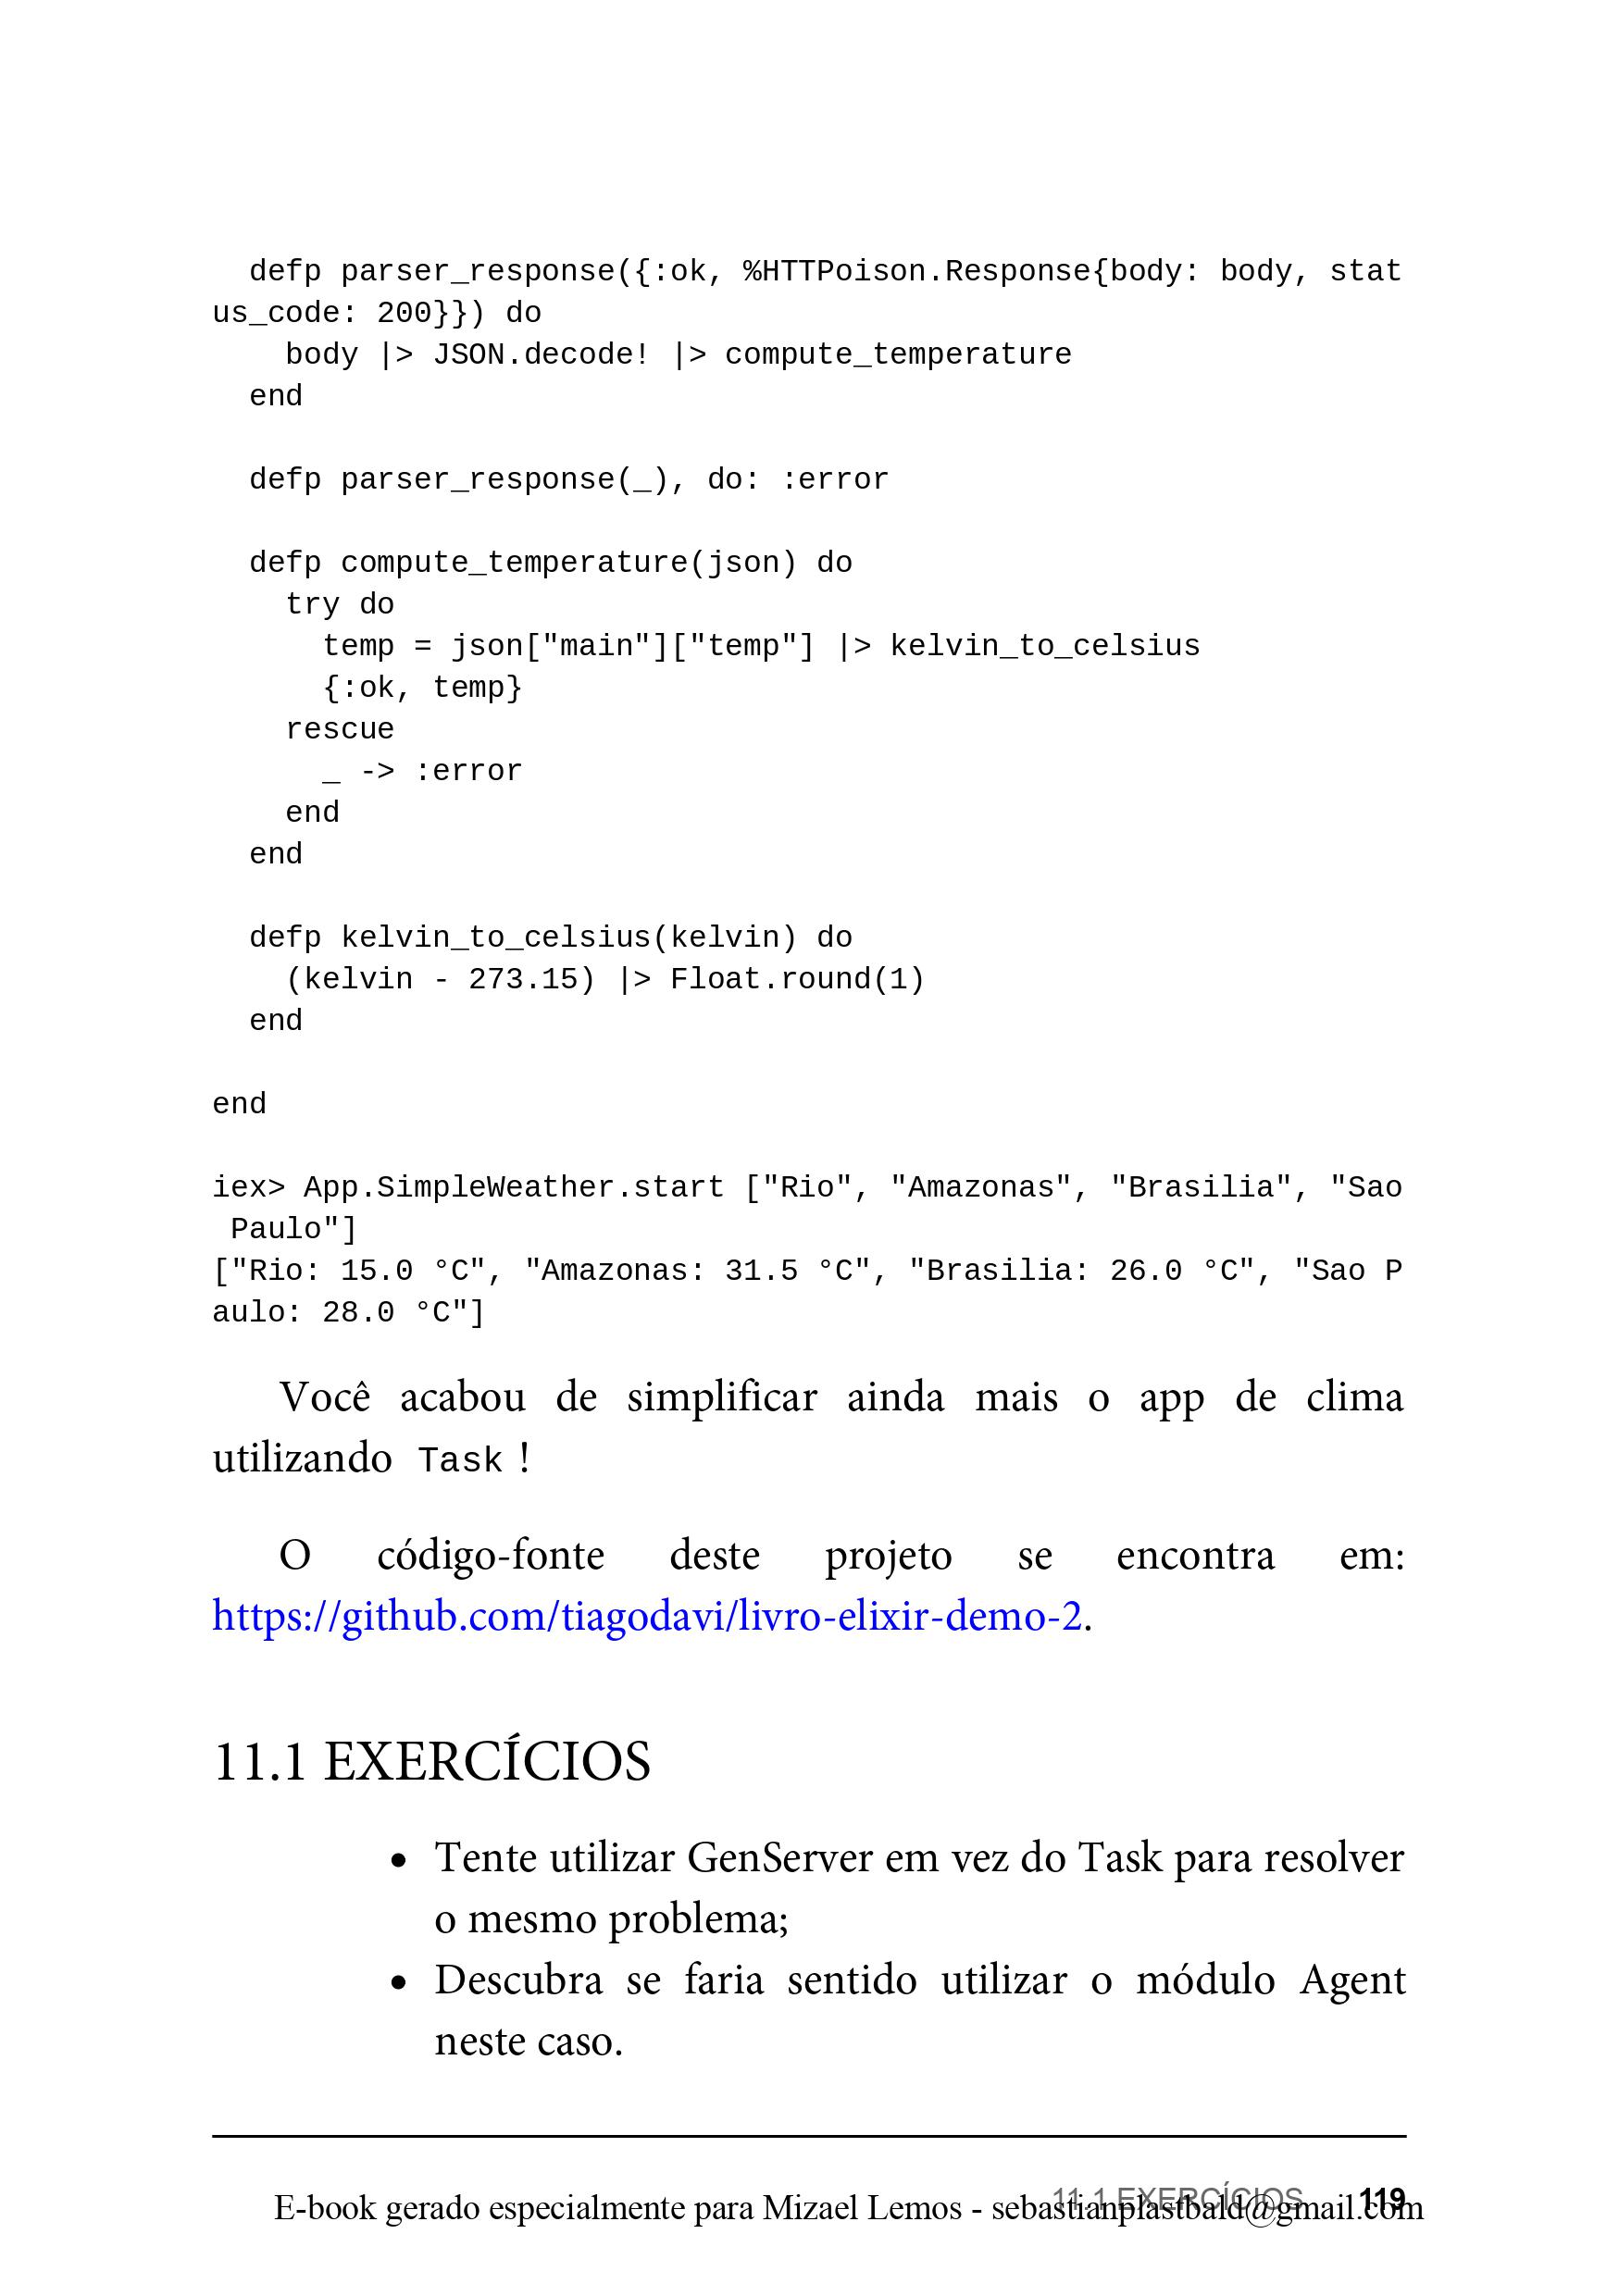 defp parser_response({:ok, %HTTPoison.Response{body: body, stat
us_code: 200}}) do
    body |> JSON.decode! |> compute_temperature
  end

  defp parser_response(_), do: :error

  defp compute_temperature(json) do
    try do
      temp = json["main"]["temp"] |> kelvin_to_celsius
      {:ok, temp}
    rescue
      _ -> :error
    end
  end

  defp kelvin_to_celsius(kelvin) do
    (kelvin - 273.15) |> Float.round(1)
  end

end

iex> App.SimpleWeather.start ["Rio", "Amazonas", "Brasilia", "Sao
 Paulo"]
["Rio: 15.0 °C", "Amazonas: 31.5 °C", "Brasilia: 26.0 °C", "Sao P
aulo: 28.0 °C"]

Você acabou de simplificar ainda mais o app de clima
utilizando Task !

O código-fonte deste projeto se encontra em:
https://github.com/tiagodavi/livro-elixir-demo-2.

11.1 EXERCÍCIOS

• Tente utilizar GenServer em vez do Task para resolver
o mesmo problema;
• Descubra se faria sentido utilizar o módulo Agent
neste caso.

11.1 EXERCÍCIOS 119
E-book gerado especialmente para Mizael Lemos - sebastianplastbald@gmail.com